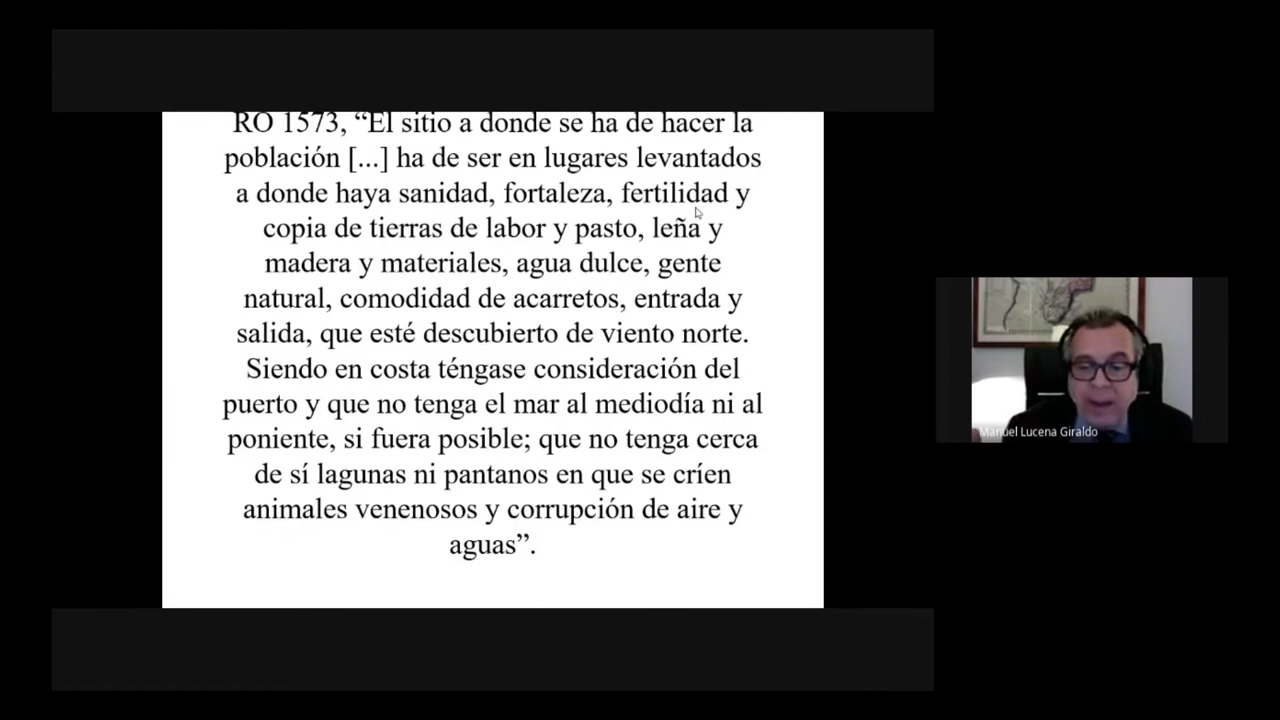 RO 1573, “El sitio a donde se ha de hacer la
población [...] ha de ser en lugares levantados
a donde haya sanidad, fortaleza, fertilidad y
copia de tierras de labor y pasto, leña y
madera y materiales, agua dulce, gente
natural, comodidad de acarretos, entrada y
salida, que esté descubierto de viento norte.
Siendo en costa téngase consideración del
puerto y que no tenga el mar al mediodía ni al
poniente, si fuera posible; que no tenga cerca
de sí lagunas ni pantanos en que se críen
animales venenosos y corrupción de aire y
aguas”.
Manuel Lucena Giraldo